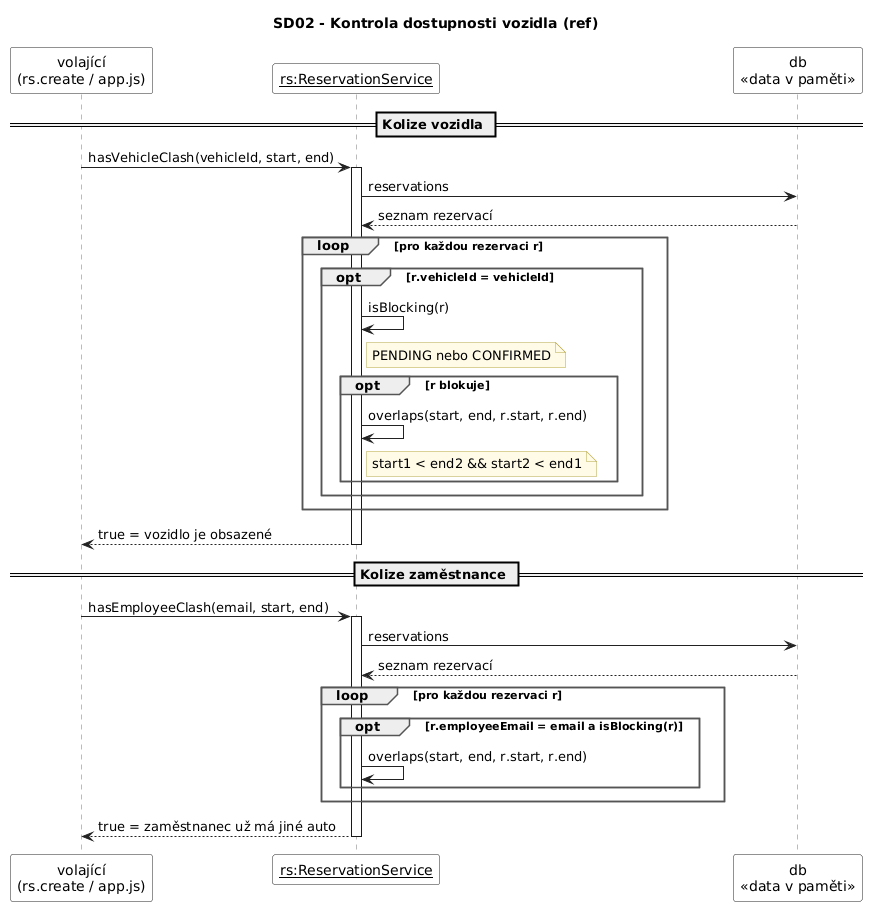 SD02 - Kontrola dostupnosti vozidla (ref)
volající
(rs.create / app.js)
rs:ReservationService
db
«data v paměti»
Kolize vozidla
hasVehicleClash(vehicleId, start, end)
reservations
seznam rezervací
loop [pro každou rezervaci r]
opt [r.vehicleId = vehicleId]
isBlocking(r)
PENDING nebo CONFIRMED
opt [r blokuje]
overlaps(start, end, r.start, r.end)
start1 < end2 && start2 < end1
true = vozidlo je obsazené
Kolize zaměstnance
hasEmployeeClash(email, start, end)
reservations
seznam rezervací
loop [pro každou rezervaci r]
opt [r.employeeEmail = email a isBlocking(r)]
overlaps(start, end, r.start, r.end)
true = zaměstnanec už má jiné auto
volající
(rs.create / app.js)
rs:ReservationService
db
«data v paměti»